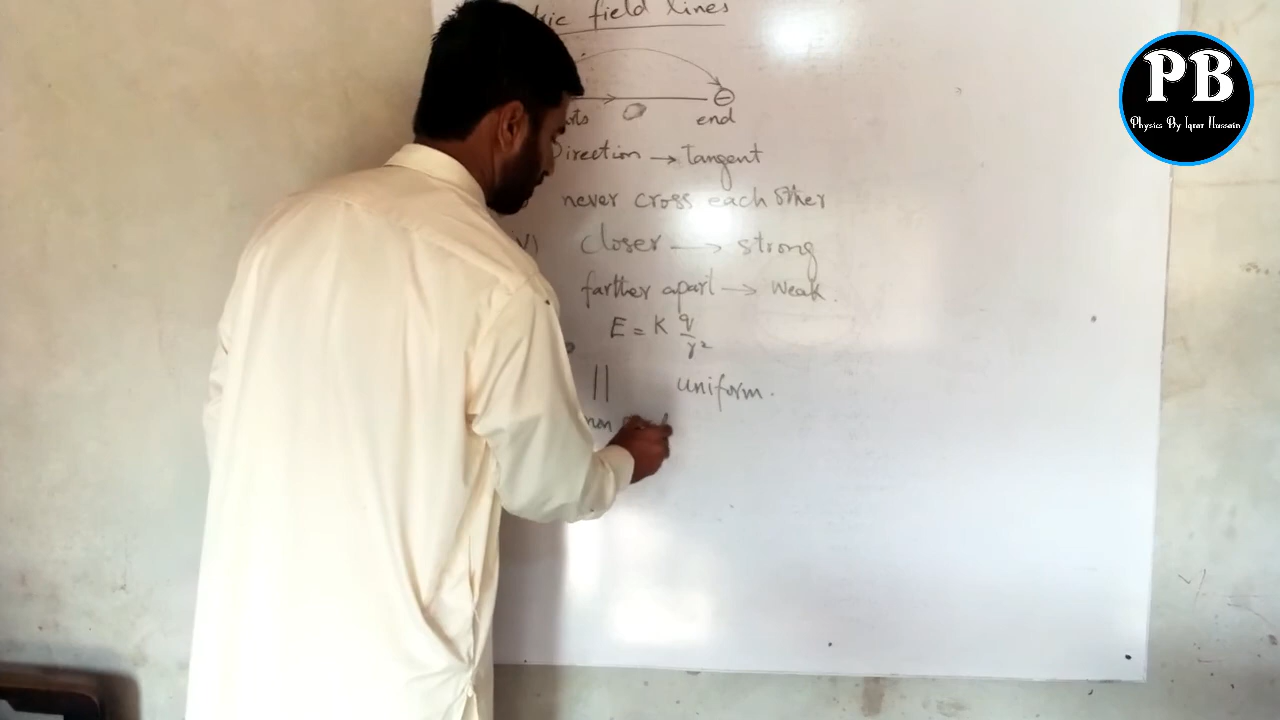 field lines
end
Direction → Tangent
never cross each other
closer → strong
farther apart → weak.
E = K q/r²
|| uniform.
non
PB
Physics By Iqrar Hussain